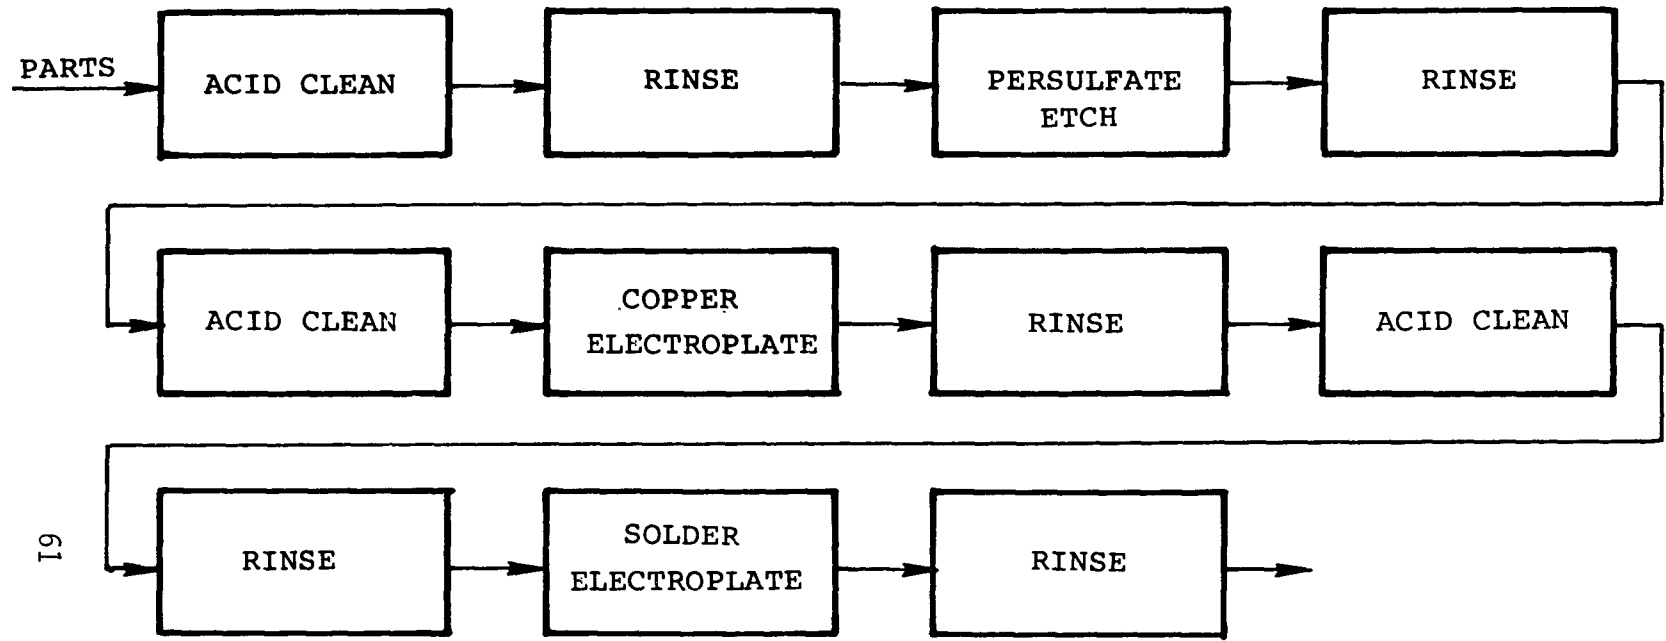 PARTS
ACID CLEAN
RINSE
PERSULFATE
ETCH
RINSE
ACID CLEAN
COPPER
ELECTROPLATE
RINSE
ACID CLEAN
RINSE
SOLDER
ELECTROPLATE
RINSE
61